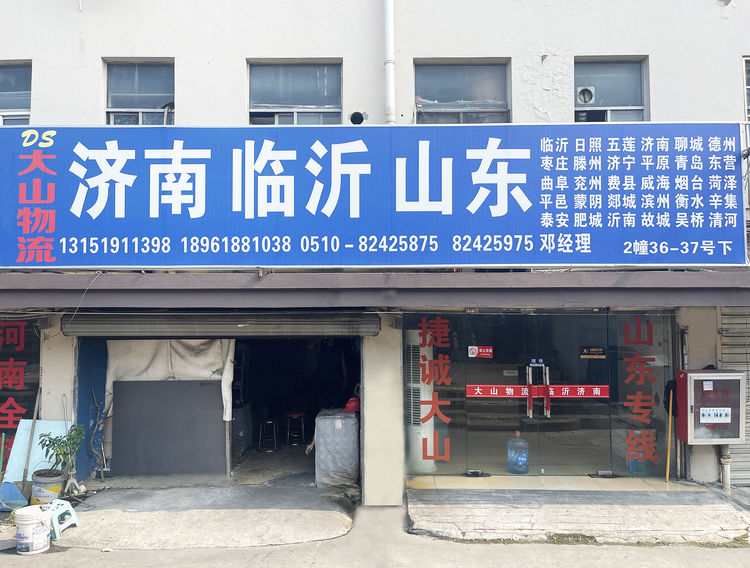 DS
大山物流
济南 临沂 山东
临沂 日照 五莲 济南 聊城 德州
枣庄 滕州 济宁 平原 青岛 东营
曲阜 兖州 费县 威海 烟台 菏泽
平邑 蒙阴 郯城 滨州 衡水 辛集
泰安 肥城 沂南 故城 吴桥 清河
13151911398 18961881038 0510-82425875 82425975 邓经理
2幢36-37号下
河南全
捷诚大山
山东专线
大山物流 临沂济南